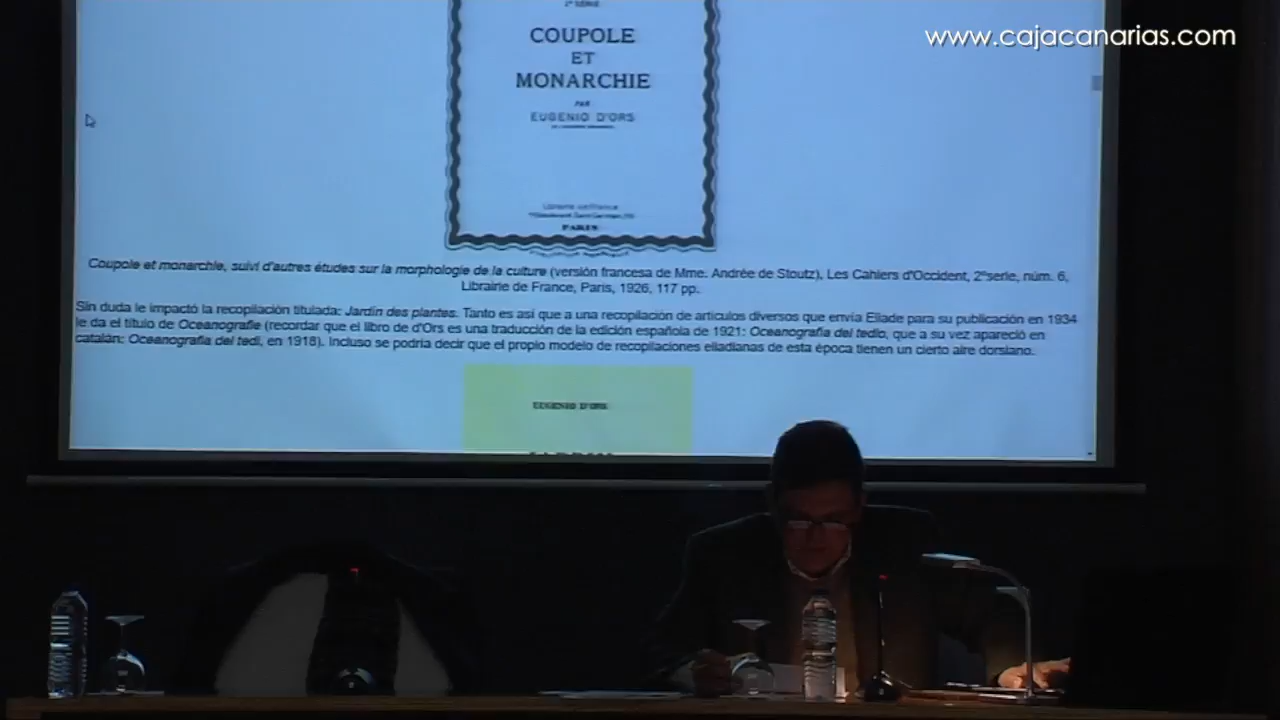 www.cajacanarias.com
COUPOLE
ET
MONARCHIE
PAR
EUGENIO D'ORS
PARIS
Coupole et monarchie, suivi d'autres études sur la morphologie de la culture (versión francesa de Mme. Andrée de Stoutz), Les Cahiers d'Occident, 2ªserie, núm. 6,
Librairie de France, Paris, 1926, 117 pp.
Sin duda le impactó la recopilación titulada: Jardin des plantes. Tanto es así que a una recopilación de artículos diversos que envía Eliade para su publicación en 1934
le da el título de Oceanografie (recordar que el libro de d'Ors es una traducción de la edición española de 1921: Oceanografía del tedio, que a su vez apareció en
catalán: Oceanografia del tedi, en 1918). Incluso se podría decir que el propio modelo de recopilaciones eliadianas de esta época tienen un cierto aire dorsiano.
EUGENIO D'ORS